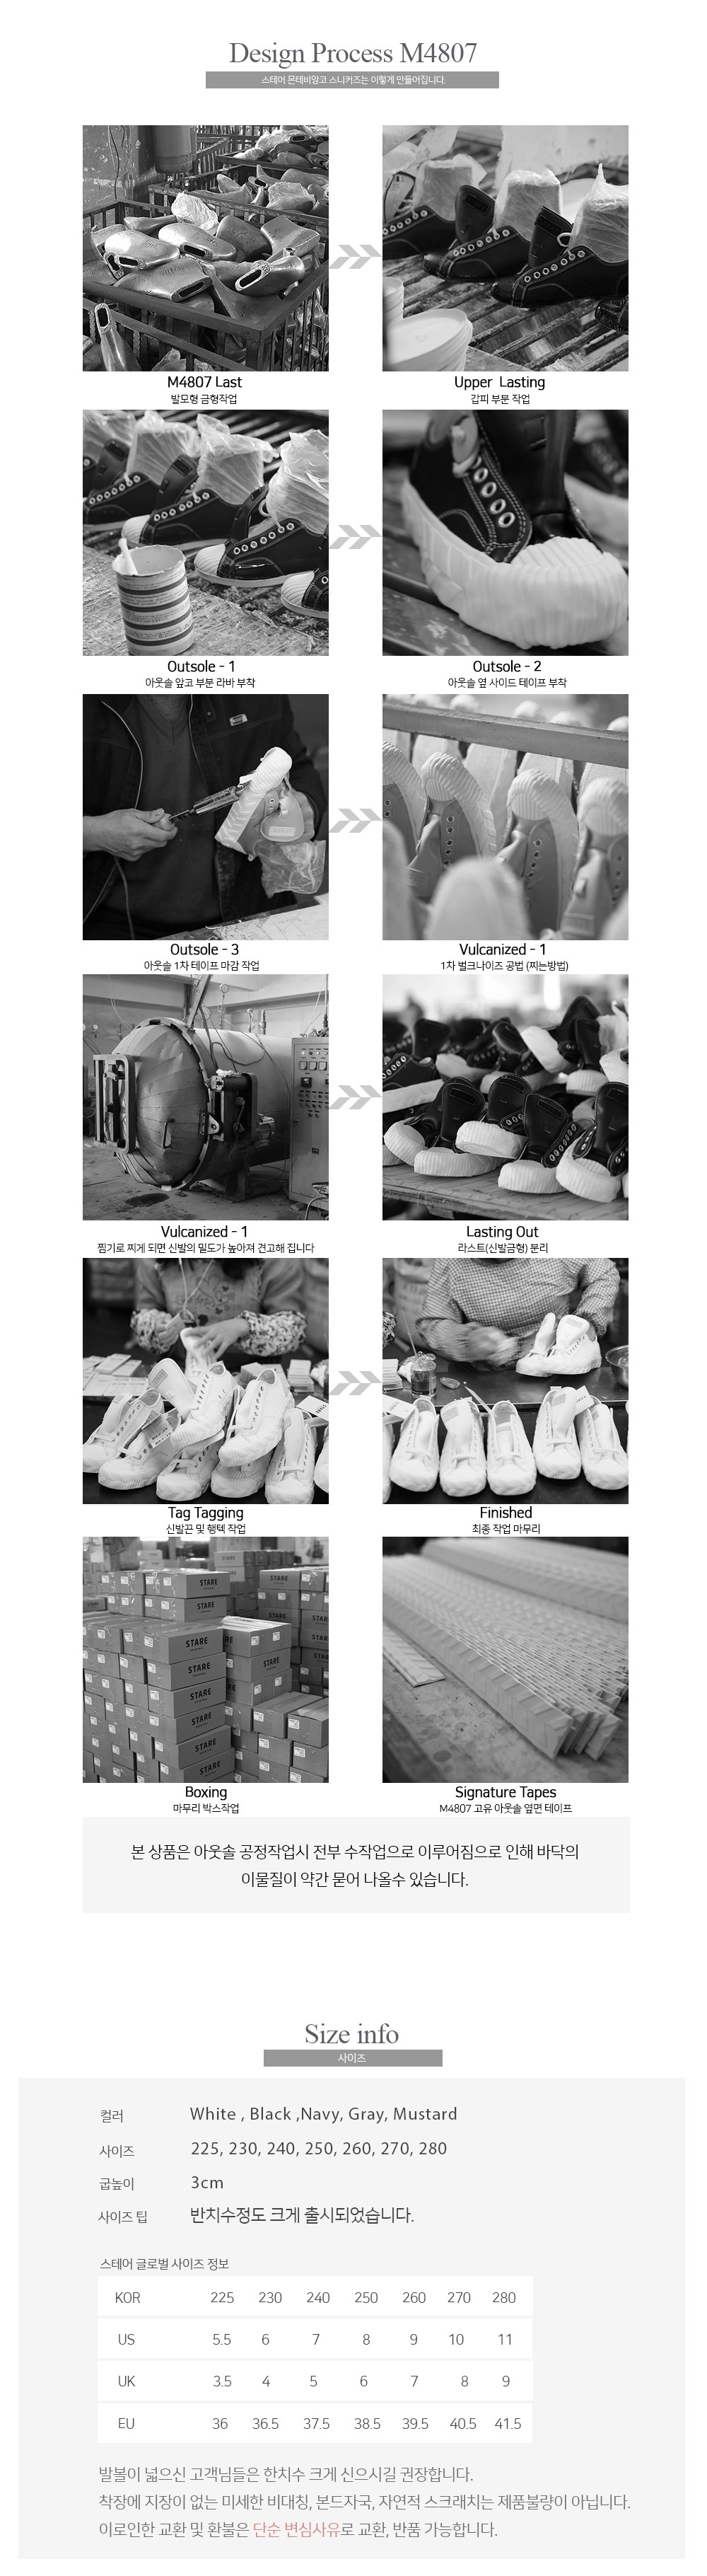 Design Process M4807
스테어 몬테비앙고 스니커즈는 이렇게 만들어집니다.
M4807 Last
발모형 금형작업
Upper Lasting
갑피 부분 작업
Outsole - 1
아웃솔 앞고 부분 라바 부착
Outsole - 2
아웃솔 옆 사이드 테이프 부착
Outsole - 3
아웃솔 1차 테이프 마감 작업
Vulcanized - 1
1차 벌크나이즈 공법 (찌는방법)
Vulcanized - 1
찜기로 찌게 되면 신발의 밀도가 높아져 견고해 집니다
Lasting Out
라스트(신발금형) 분리
Tag Tagging
신발끈 및 행텍 작업
Finished
최종 작업 마무리
STARE
STARE
STARE
STARE
STARE
STARE
STARE
STARE
Boxing
마무리 박스작업
Signature Tapes
M4807 고유 아웃솔 옆면 테이프
본 상품은 아웃솔 공정작업시 전부 수작업으로 이루어짐으로 인해 바닥의
이물질이 약간 묻어 나올수 있습니다.
Size info
사이즈
컬러 White , Black ,Navy, Gray, Mustard
사이즈 225, 230, 240, 250, 260, 270, 280
굽높이 3cm
사이즈 팁 반치수정도 크게 출시되었습니다.
스테어 글로벌 사이즈 정보
KOR 225 230 240 250 260 270 280
US 5.5 6 7 8 9 10 11
UK 3.5 4 5 6 7 8 9
EU 36 36.5 37.5 38.5 39.5 40.5 41.5
발볼이 넓으신 고객님들은 한치수 크게 신으시길 권장합니다.
착장에 지장이 없는 미세한 비대칭, 본드자국, 자연적 스크래치는 제품불량이 아닙니다.
이로인한 교환 및 환불은 단순 변심사유로 교환, 반품 가능합니다.